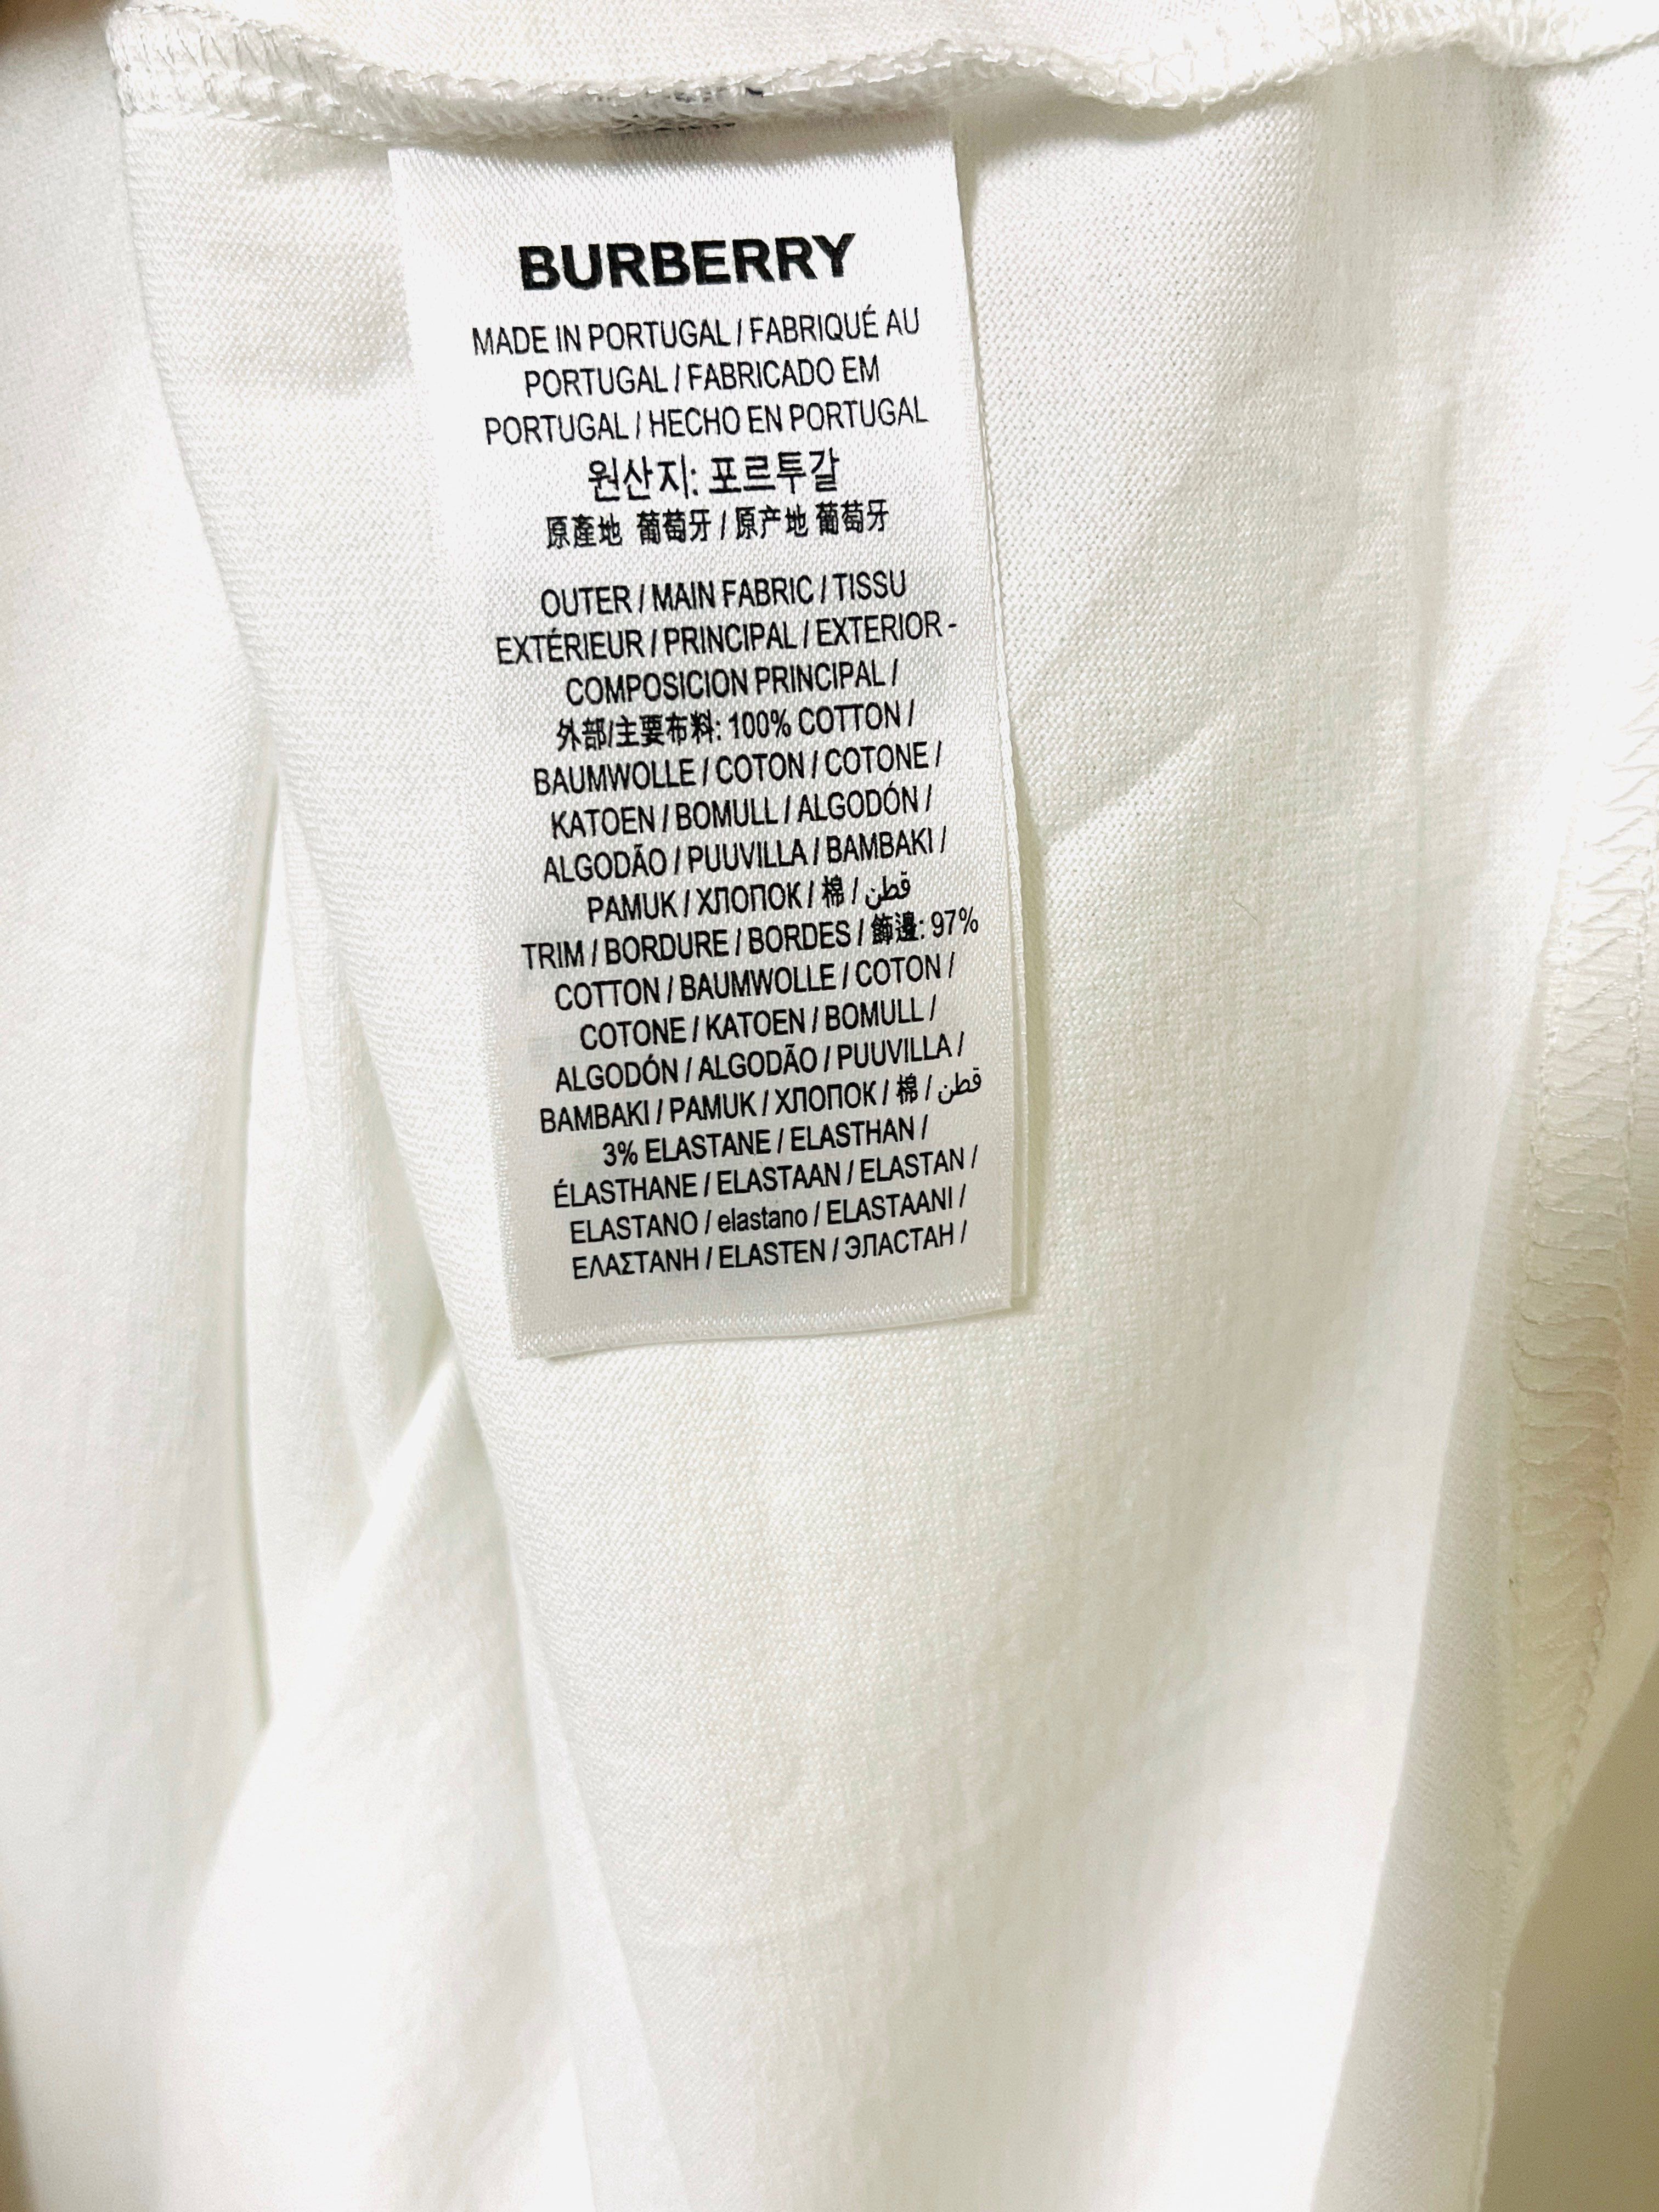 BURBERRY
MADE IN PORTUGAL / FABRIQUÉ AU
PORTUGAL / FABRICADO EM
PORTUGAL / HECHO EN PORTUGAL
원산지: 포르투갈
原產地 葡萄牙 / 原产地 葡萄牙
OUTER / MAIN FABRIC / TISSU
EXTÉRIEUR / PRINCIPAL / EXTERIOR -
COMPOSICION PRINCIPAL /
外部/主要布料: 100% COTTON /
BAUMWOLLE / COTON / COTONE /
KATOEN / BOMULL / ALGODÓN /
ALGODÃO / PUUVILLA / BAMBAKI /
PAMUK / ХЛОПОК / 棉 / قطن
TRIM / BORDURE / BORDES / 飾邊: 97%
COTTON / BAUMWOLLE / COTON /
COTONE / KATOEN / BOMULL /
ALGODÓN / ALGODÃO / PUUVILLA /
BAMBAKI / PAMUK / ХЛОПОК / 棉 / قطن
3% ELASTANE / ELASTHAN /
ÉLASTHANE / ELASTAAN / ELASTAN /
ELASTANO / elastano / ELASTAANI /
ΕΛΑΣΤΑΝΗ / ELASTEN / ЭЛАСТАН /